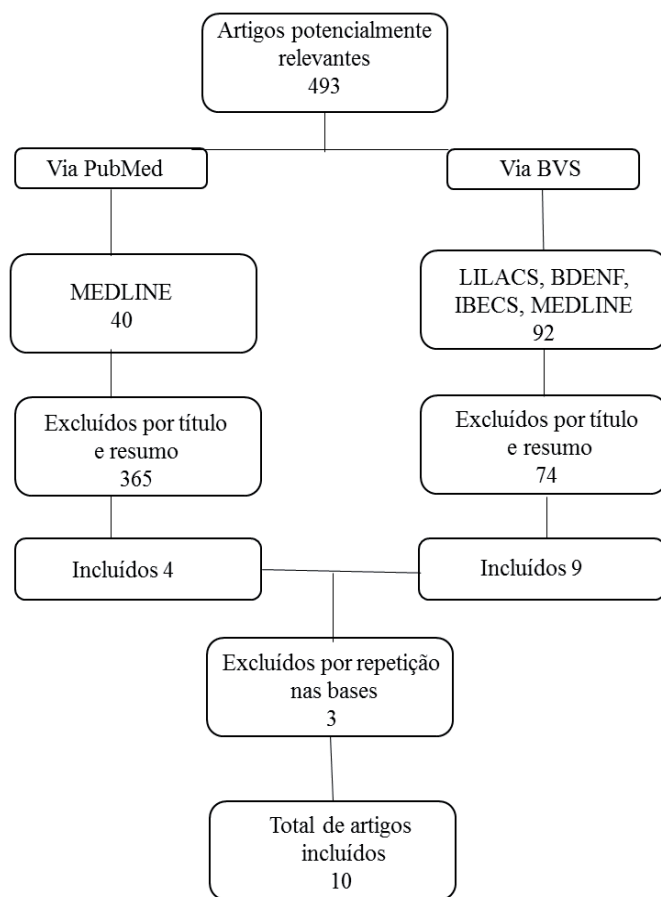 Artigos potencialmente
relevantes
493
Via PubMed
Via BVS
MEDLINE
40
LILACS, BDENF,
IBECS, MEDLINE
92
Excluídos por título
e resumo
365
Excluídos por título
e resumo
74
Incluídos 4
Incluídos 9
Excluídos por repetição
nas bases
3
Total de artigos
incluídos
10